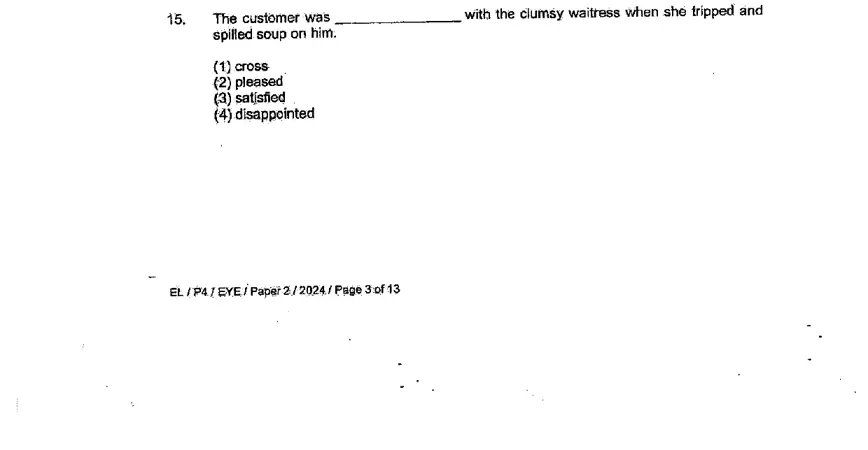 15. The customer was ________________ with the clumsy waitress when she tripped and
spilled soup on him.
(1) cross
(2) pleased
(3) satisfied
(4) disappointed
EL / P4 / EYE / Paper 2 / 2024 / Page 3 of 13